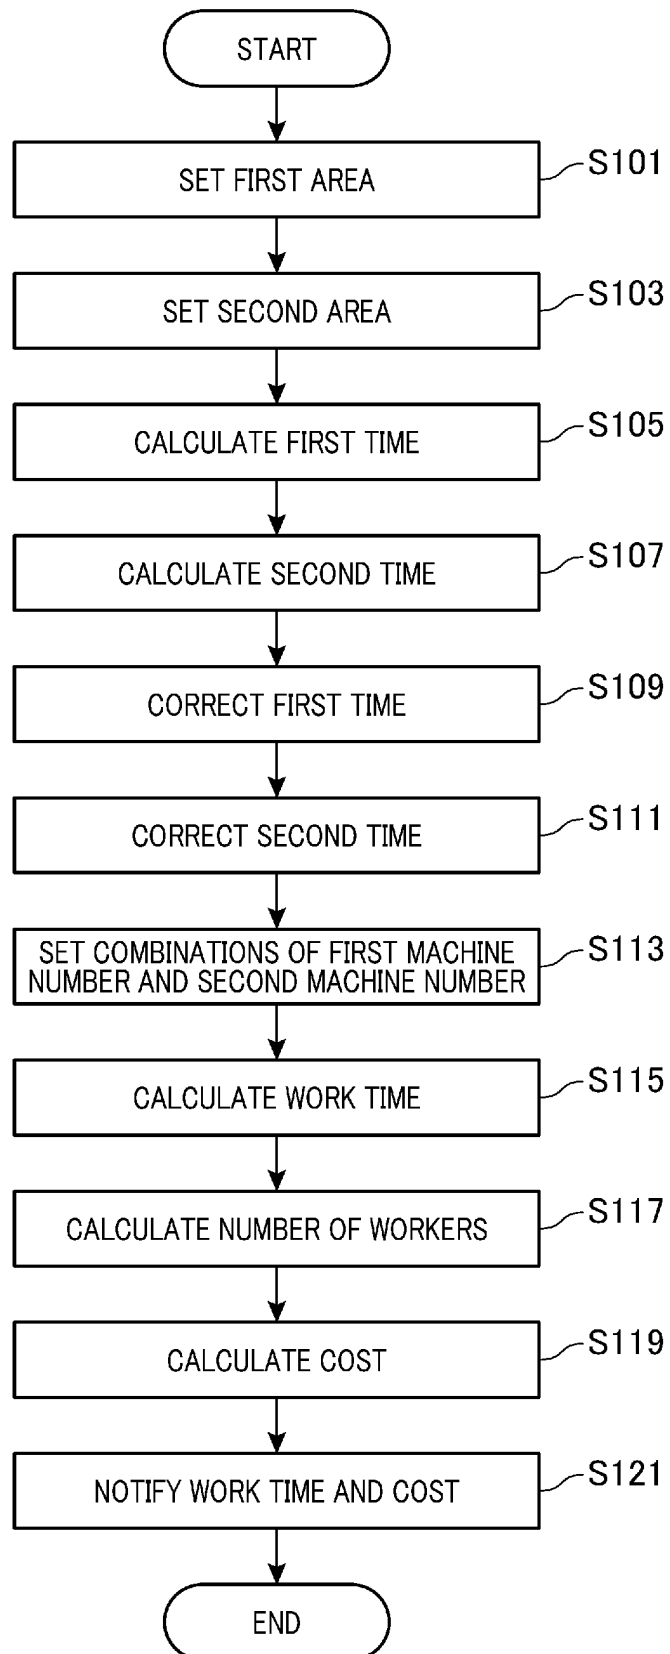 START
SET FIRST AREA
S101
SET SECOND AREA
S103
CALCULATE FIRST TIME
S105
CALCULATE SECOND TIME
S107
CORRECT FIRST TIME
S109
CORRECT SECOND TIME
S111
SET COMBINATIONS OF FIRST MACHINE
NUMBER AND SECOND MACHINE NUMBER
S113
CALCULATE WORK TIME
S115
CALCULATE NUMBER OF WORKERS
S117
CALCULATE COST
S119
NOTIFY WORK TIME AND COST
S121
END